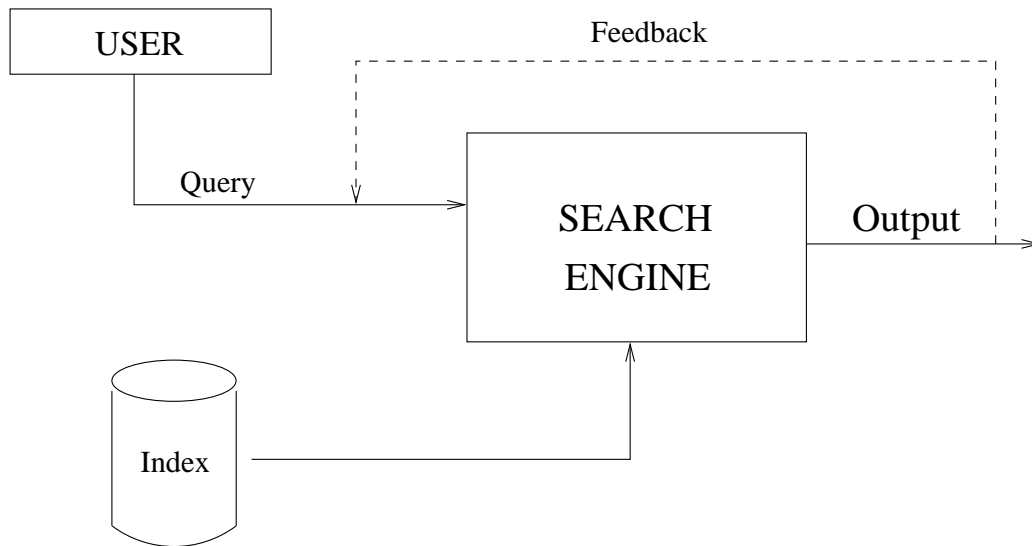 USER
Feedback
Query
SEARCH
ENGINE
Output
Index